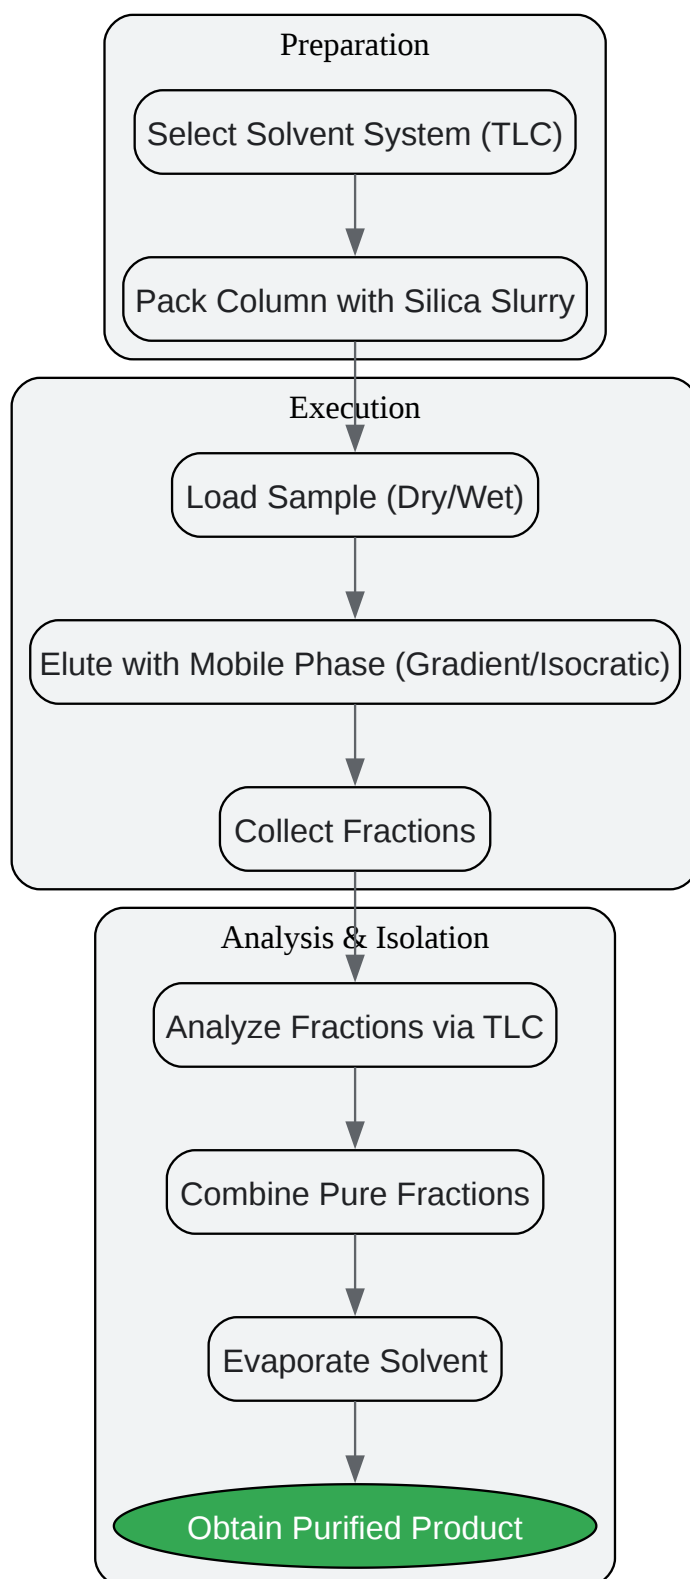 Preparation
Select Solvent System (TLC)
Pack Column with Silica Slurry
Execution
Load Sample (Dry/Wet)
Elute with Mobile Phase (Gradient/Isocratic)
Collect Fractions
Analysis & Isolation
Analyze Fractions via TLC
Combine Pure Fractions
Evaporate Solvent
Obtain Purified Product